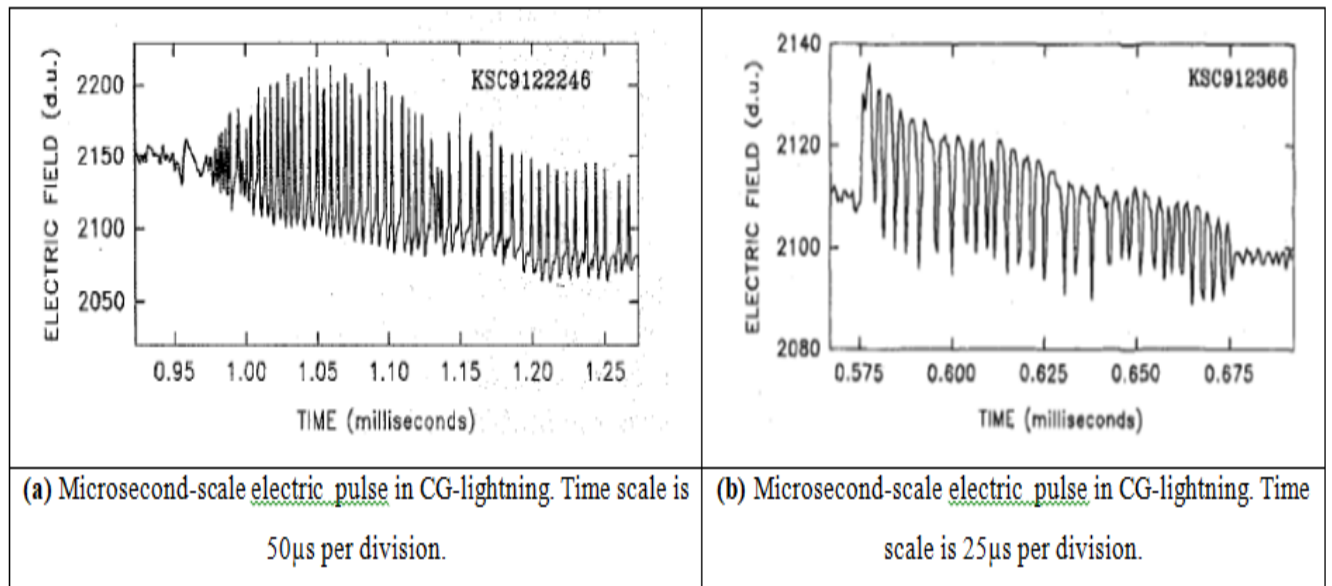 ELECTRIC FIELD (d.u.)
2200
2150
2100
2050
KSC9122246
0.95 1.00 1.05 1.10 1.15 1.20 1.25
TIME (milliseconds)
ELECTRIC FIELD (d.u.)
2140
2120
2100
2080
KSC912366
0.575 0.600 0.625 0.650 0.675
TIME (milliseconds)
(a) Microsecond-scale electric pulse in CG-lightning. Time scale is
50µs per division.
(b) Microsecond-scale electric pulse in CG-lightning. Time
scale is 25µs per division.